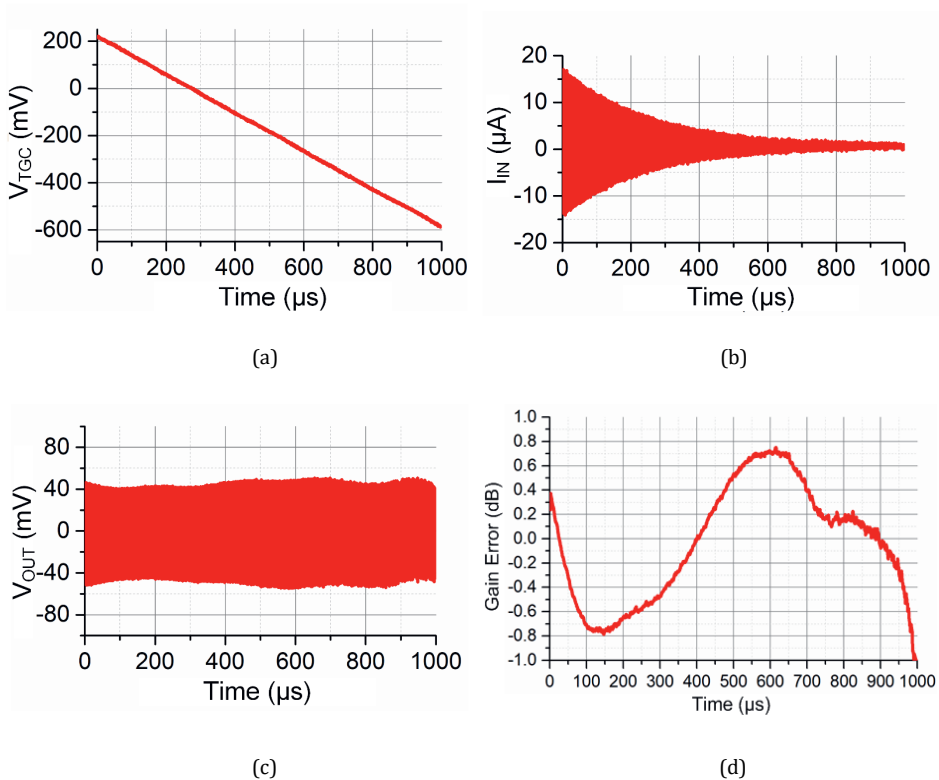 V_TGC (mV)
200
0
-200
-400
-600
0 200 400 600 800 1000
Time (µs)
(a)
I_IN (µA)
20
10
0
-10
-20
0 200 400 600 800 1000
Time (µs)
(b)
V_OUT (mV)
80
40
0
-40
-80
0 200 400 600 800 1000
Time (µs)
(c)
Gain Error (dB)
1.0
0.8
0.6
0.4
0.2
0.0
-0.2
-0.4
-0.6
-0.8
-1.0
0 100 200 300 400 500 600 700 800 900 1000
Time (µs)
(d)